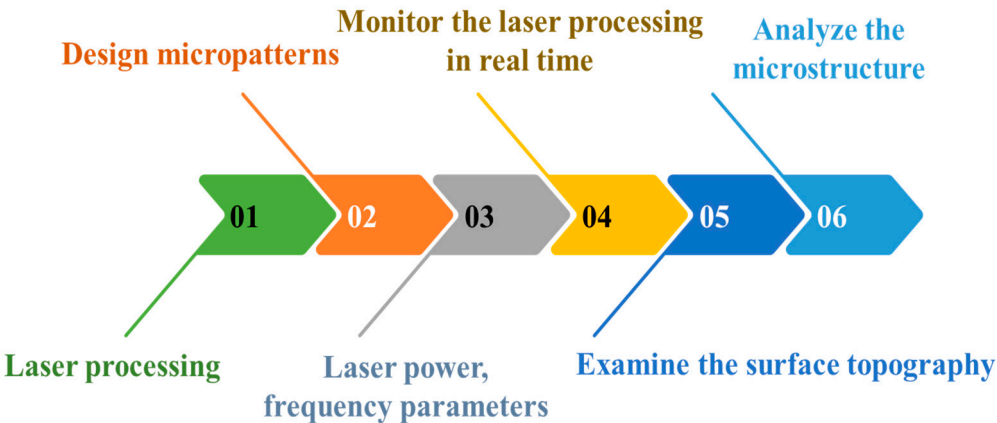 Monitor the laser processing
in real time
Analyze the
microstructure
Design micropatterns
01
02
03
04
05
06
Laser processing
Laser power,
frequency parameters
Examine the surface topography